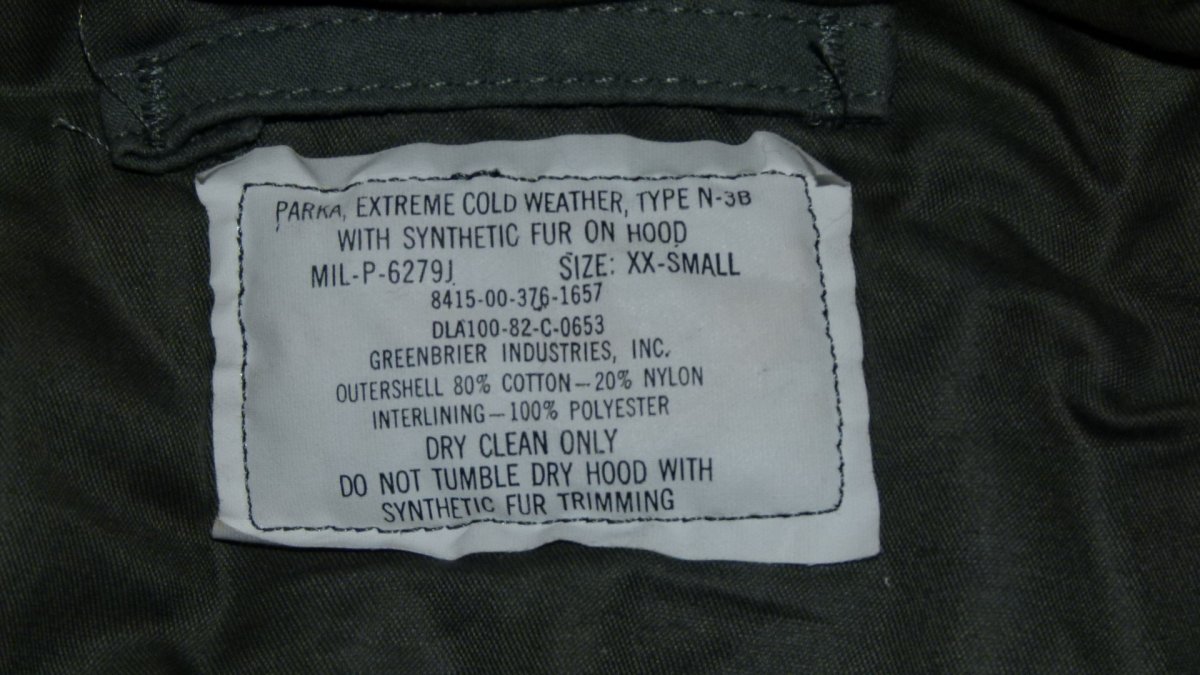 PARKA, EXTREME COLD WEATHER, TYPE N-3B
WITH SYNTHETIC FUR ON HOOD
MIL-P-6279J SIZE: XX-SMALL
8415-00-376-1657
DLA100-82-C-0653
GREENBRIER INDUSTRIES, INC.
OUTERSHELL 80% COTTON—20% NYLON
INTERLINING—100% POLYESTER
DRY CLEAN ONLY
DO NOT TUMBLE DRY HOOD WITH
SYNTHETIC FUR TRIMMING